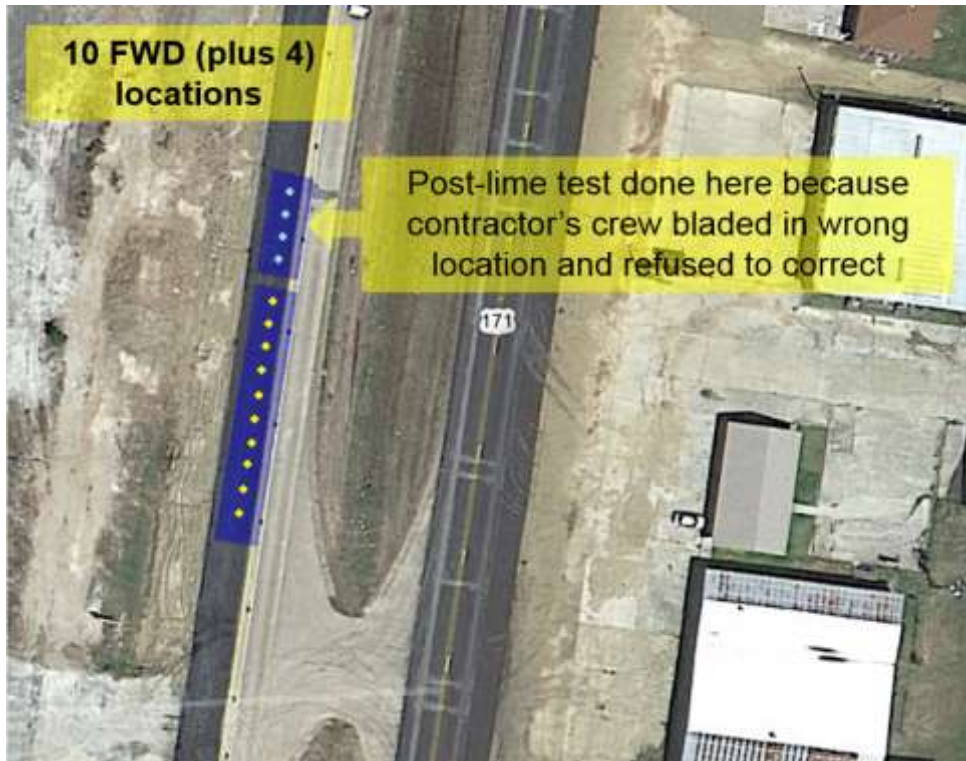 10 FWD (plus 4)
locations
Post-lime test done here because
contractor's crew bladed in wrong
location and refused to correct
171